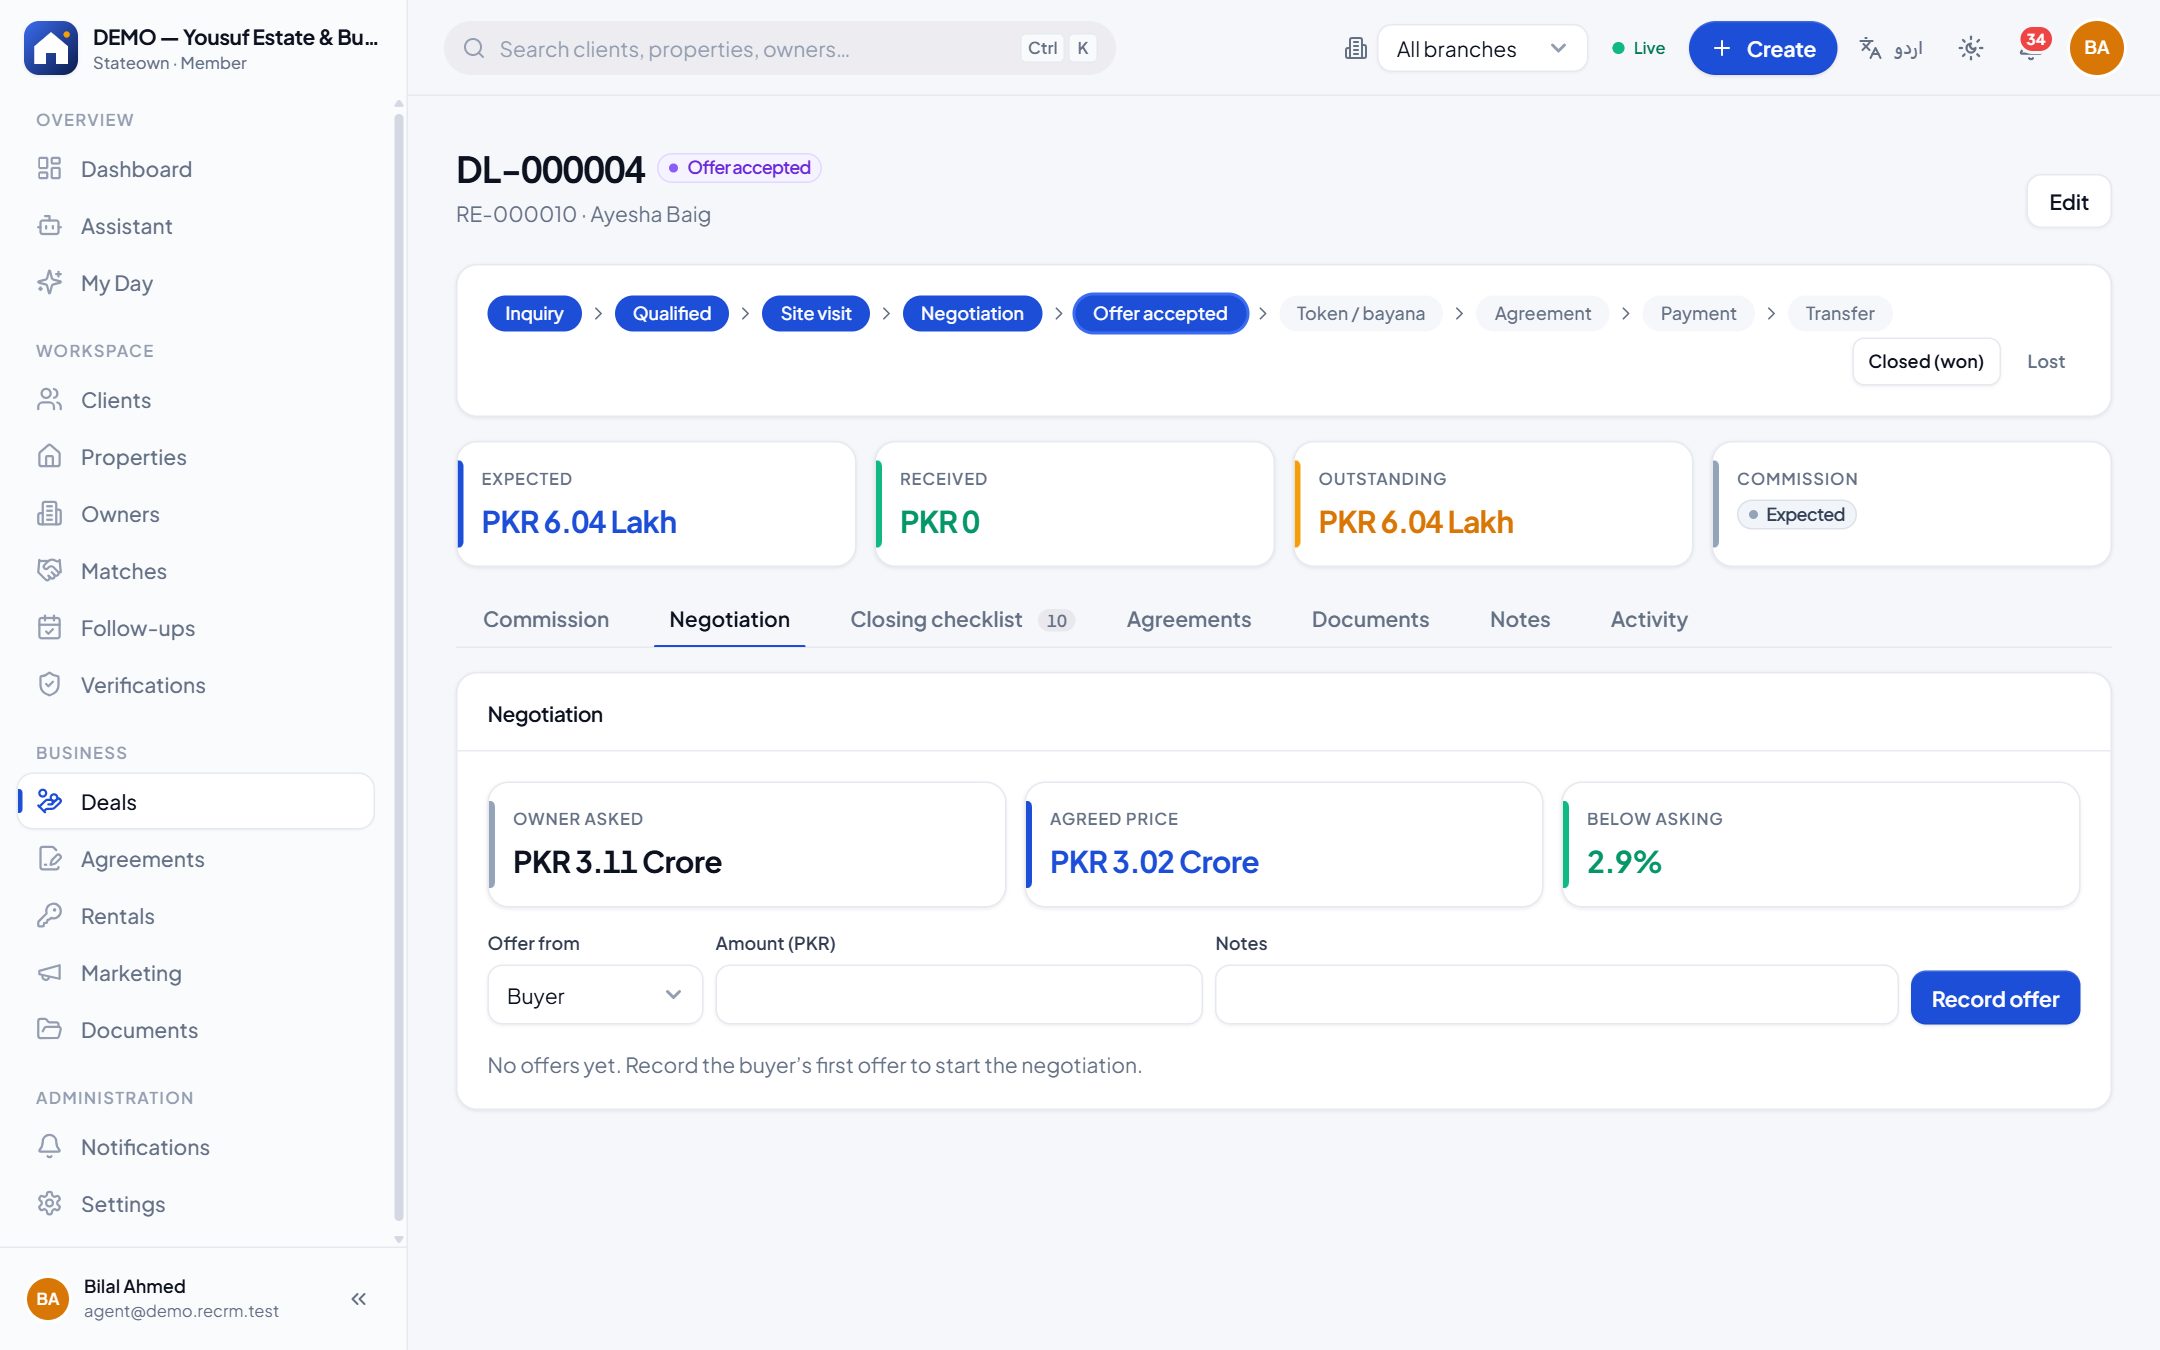 DEMO — Yousuf Estate & Bu...
Stateown · Member
Search clients, properties, owners...
Ctrl K
All branches
Live
+ Create
اردو
34
BA
OVERVIEW
Dashboard
Assistant
My Day
WORKSPACE
Clients
Properties
Owners
Matches
Follow-ups
Verifications
BUSINESS
Deals
Agreements
Rentals
Marketing
Documents
ADMINISTRATION
Notifications
Settings
BA
Bilal Ahmed
agent@demo.recrm.test
DL-000004
Offer accepted
RE-000010 · Ayesha Baig
Edit
Inquiry > Qualified > Site visit > Negotiation > Offer accepted > Token / bayana > Agreement > Payment > Transfer
Closed (won) Lost
EXPECTED
PKR 6.04 Lakh
RECEIVED
PKR 0
OUTSTANDING
PKR 6.04 Lakh
COMMISSION
Expected
Commission Negotiation Closing checklist 10 Agreements Documents Notes Activity
Negotiation
OWNER ASKED
PKR 3.11 Crore
AGREED PRICE
PKR 3.02 Crore
BELOW ASKING
2.9%
Offer from
Buyer
Amount (PKR)
Notes
Record offer
No offers yet. Record the buyer's first offer to start the negotiation.